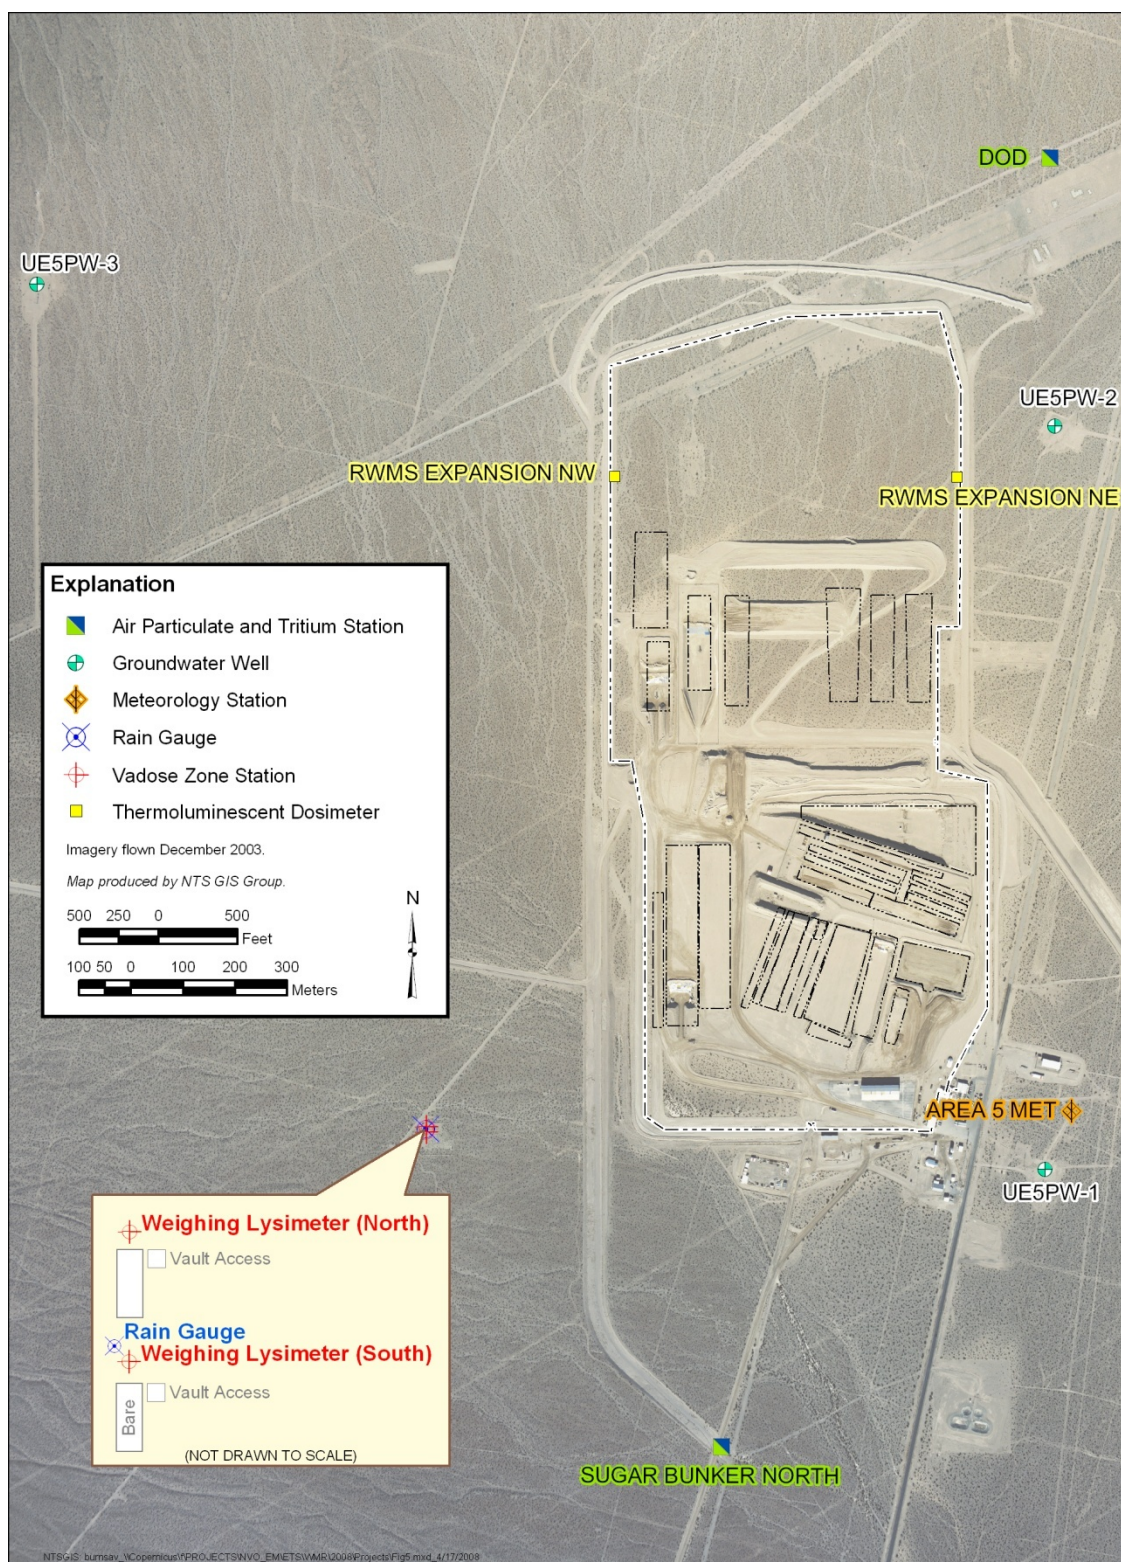 DOD
UE5PW-3
UE5PW-2
RWMS EXPANSION NW
RWMS EXPANSION NE
Explanation
Air Particulate and Tritium Station
Groundwater Well
Meteorology Station
Rain Gauge
Vadose Zone Station
Thermoluminescent Dosimeter
Imagery flown December 2003.
Map produced by NTS GIS Group.
N
500 250 0 500
Feet
100 50 0 100 200 300
Meters
AREA 5 MET
UE5PW-1
Weighing Lysimeter (North)
Vault Access
Rain Gauge
Weighing Lysimeter (South)
Vault Access
Bare
(NOT DRAWN TO SCALE)
SUGAR BUNKER NORTH